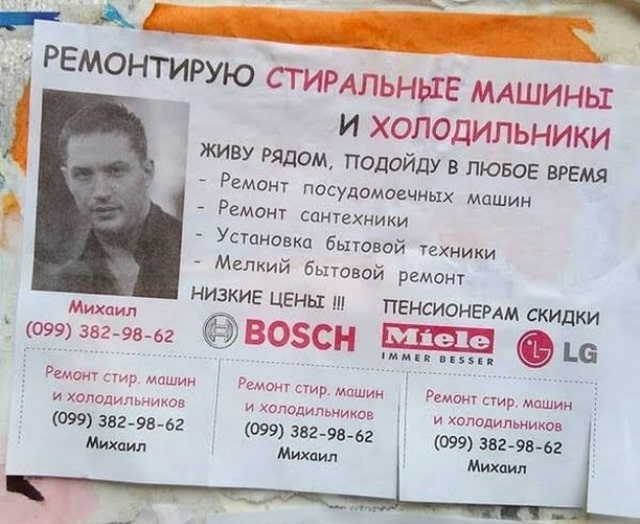 РЕМОНТИРУЮ СТИРАЛЬНЫЕ МАШИНЫ
И ХОЛОДИЛЬНИКИ
ЖИВУ РЯДОМ, ПОДОЙДУ В ЛЮБОЕ ВРЕМЯ
- Ремонт посудомоечных машин
- Ремонт сантехники
- Установка бытовой техники
- Мелкий бытовой ремонт
НИЗКИЕ ЦЕНЫ !!! ПЕНСИОНЕРАМ СКИДКИ
Михаил
(099) 382-98-62
BOSCH
Miele
IMMER BESSER
LG
Ремонт стир. машин
и холодильников
(099) 382-98-62
Михаил
Ремонт стир. машин
и холодильников
(099) 382-98-62
Михаил
Ремонт стир. машин
и холодильников
(099) 382-98-62
Михаил